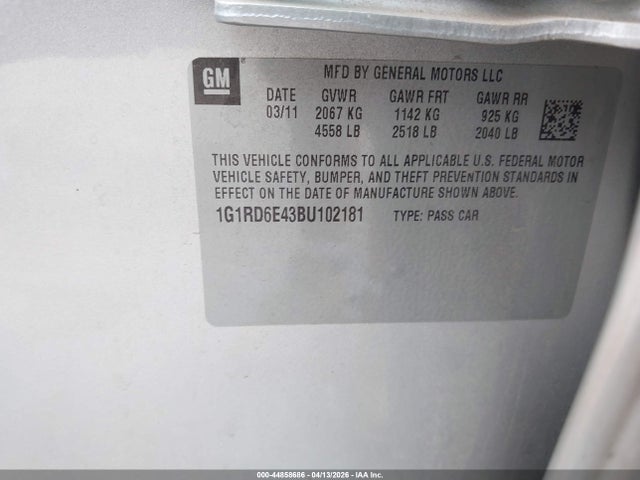 GM
MFD BY GENERAL MOTORS LLC
DATE GVWR GAWR FRT GAWR RR
03/11 2067 KG 1142 KG 925 KG
4558 LB 2518 LB 2040 LB
THIS VEHICLE CONFORMS TO ALL APPLICABLE U.S. FEDERAL MOTOR
VEHICLE SAFETY, BUMPER, AND THEFT PREVENTION STANDARDS IN
EFFECT ON THE DATE OF MANUFACTURE SHOWN ABOVE.
1G1RD6E43BU102181 TYPE: PASS CAR
000-44858686 - 04/13/2026 - IAA Inc.